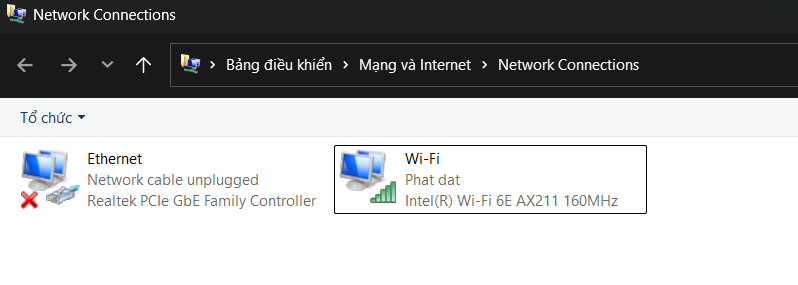 Network Connections
Bảng điều khiển > Mạng và Internet > Network Connections
Tổ chức
Ethernet
Network cable unplugged
Realtek PCIe GbE Family Controller
Wi-Fi
Phat dat
Intel(R) Wi-Fi 6E AX211 160MHz